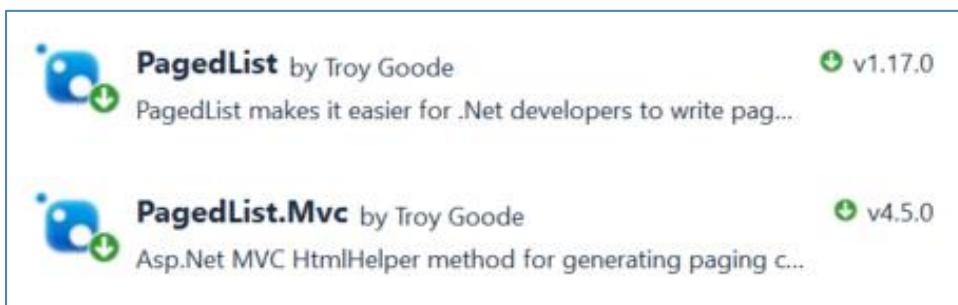 PagedList by Troy Goode v1.17.0
PagedList makes it easier for .Net developers to write pag...
PagedList.Mvc by Troy Goode v4.5.0
Asp.Net MVC HtmlHelper method for generating paging c...